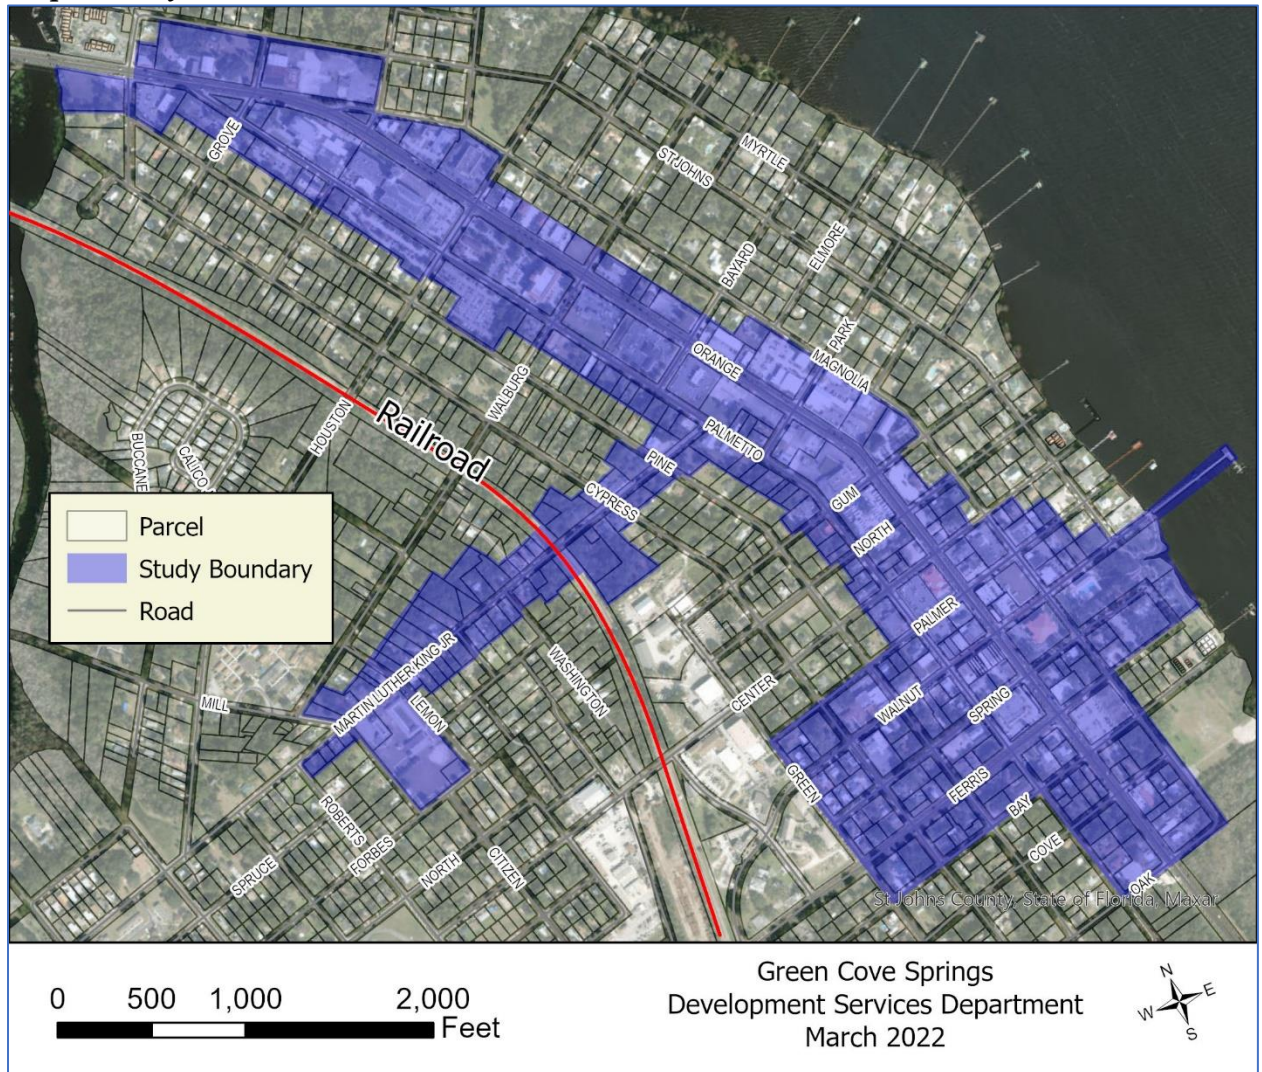 MYRTLE
ST JOHNS
GROVE
BAYARD
ELMORE
PARK
MAGNOLIA
ORANGE
WALBURG
HOUSTON
Railroad
PALMETTO
PINE
CYPRESS
BUCCANE
CALICO
GUM
NORTH
Parcel
Study Boundary
Road
PALMER
MARTIN LUTHER KING JR
WASHINGTON
LEMON
MILL
CENTER
WALNUT
SPRING
GREEN
FERRIS
BAY
COVE
OAK
ROBERTS
FORBES
SPRUCE
NORTH
CITIZEN
St Johns County, State of Florida, Maxar
0 500 1,000 2,000
Feet
Green Cove Springs
Development Services Department
March 2022
N
E
W
S